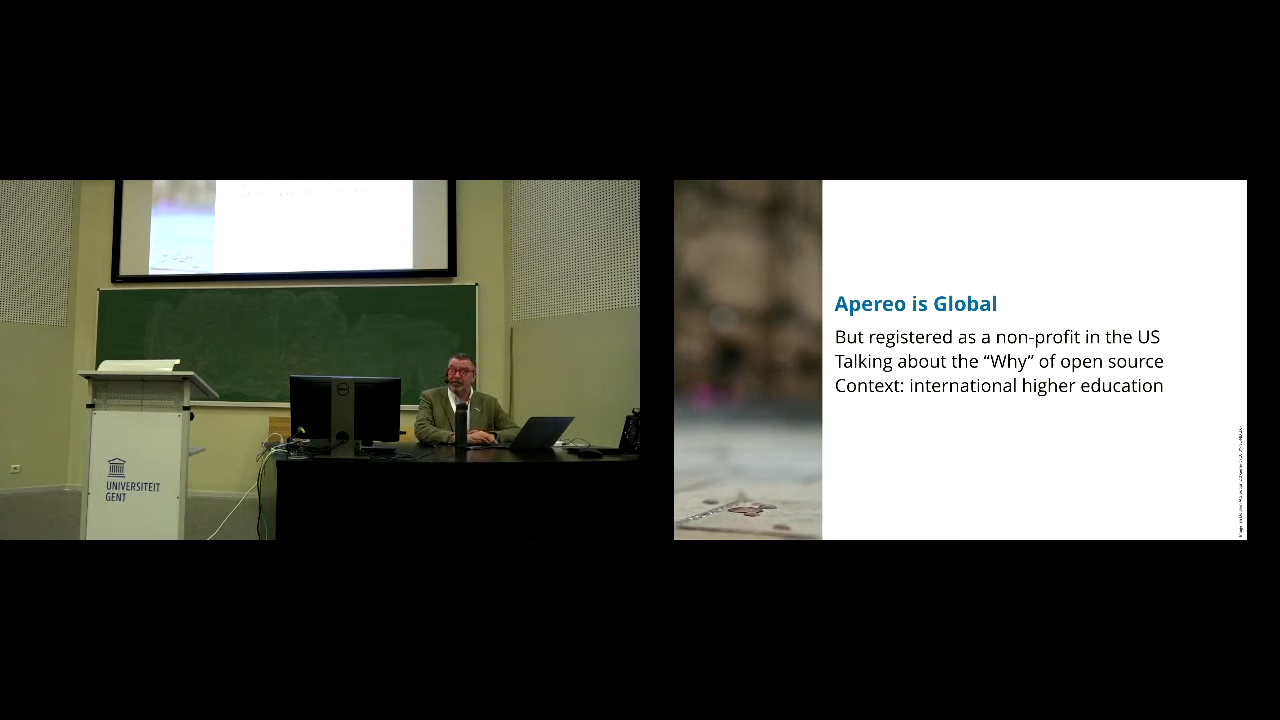 UNIVERSITEIT
GENT
Apereo is Global
But registered as a non-profit in the US
Talking about the “Why” of open source
Context: international higher education